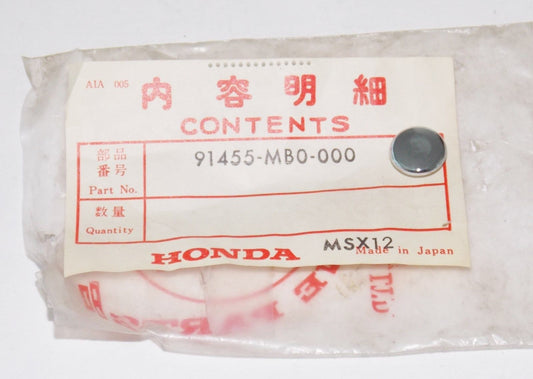 AIA 005
内容明細
CONTENTS
部品
番号
Part No.
91455-MB0-000
数量
Quantity
HONDA
MSX12
Made in Japan